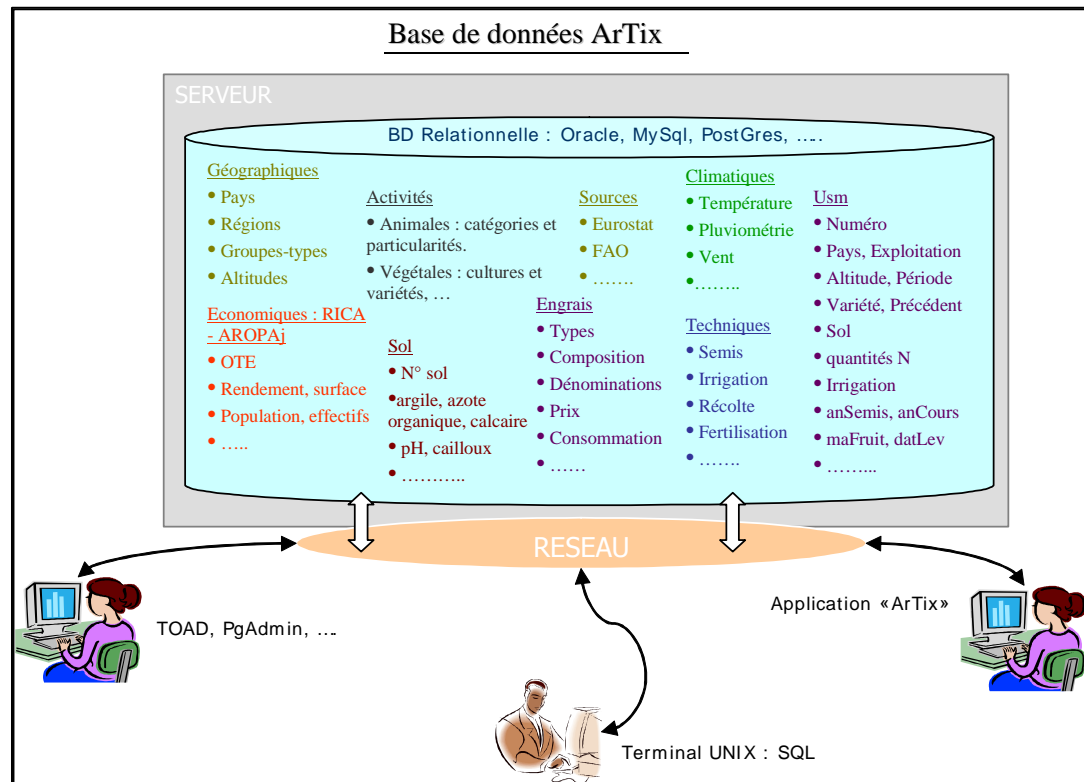 Base de données ArTix
SERVEUR
BD Relationnelle : Oracle, MySql, PostGres, .....
Géographiques
• Pays
• Régions
• Groupes-types
• Altitudes
Activités
• Animales : catégories et
particularités.
• Végétales : cultures et
variétés, …
Sources
• Eurostat
• FAO
• …….
Climatiques
• Température
• Pluviométrie
• Vent
•……..
Usm
• Numéro
• Pays, Exploitation
• Altitude, Période
• Variété, Précédent
• Sol
• quantités N
• Irrigation
• anSemis, anCours
• maFruit, datLev
• ……...
Economiques : RICA
- AROPAj
• OTE
• Rendement, surface
• Population, effectifs
• …..
Sol
• N° sol
•argile, azote
organique, calcaire
• pH, cailloux
• ………..
Engrais
• Types
• Composition
• Dénominations
• Prix
• Consommation
• ……
Techniques
• Semis
• Irrigation
• Récolte
• Fertilisation
• …….
RESEAU
TOAD, PgAdmin, ....
Application «ArTix»
Terminal UNIX : SQL